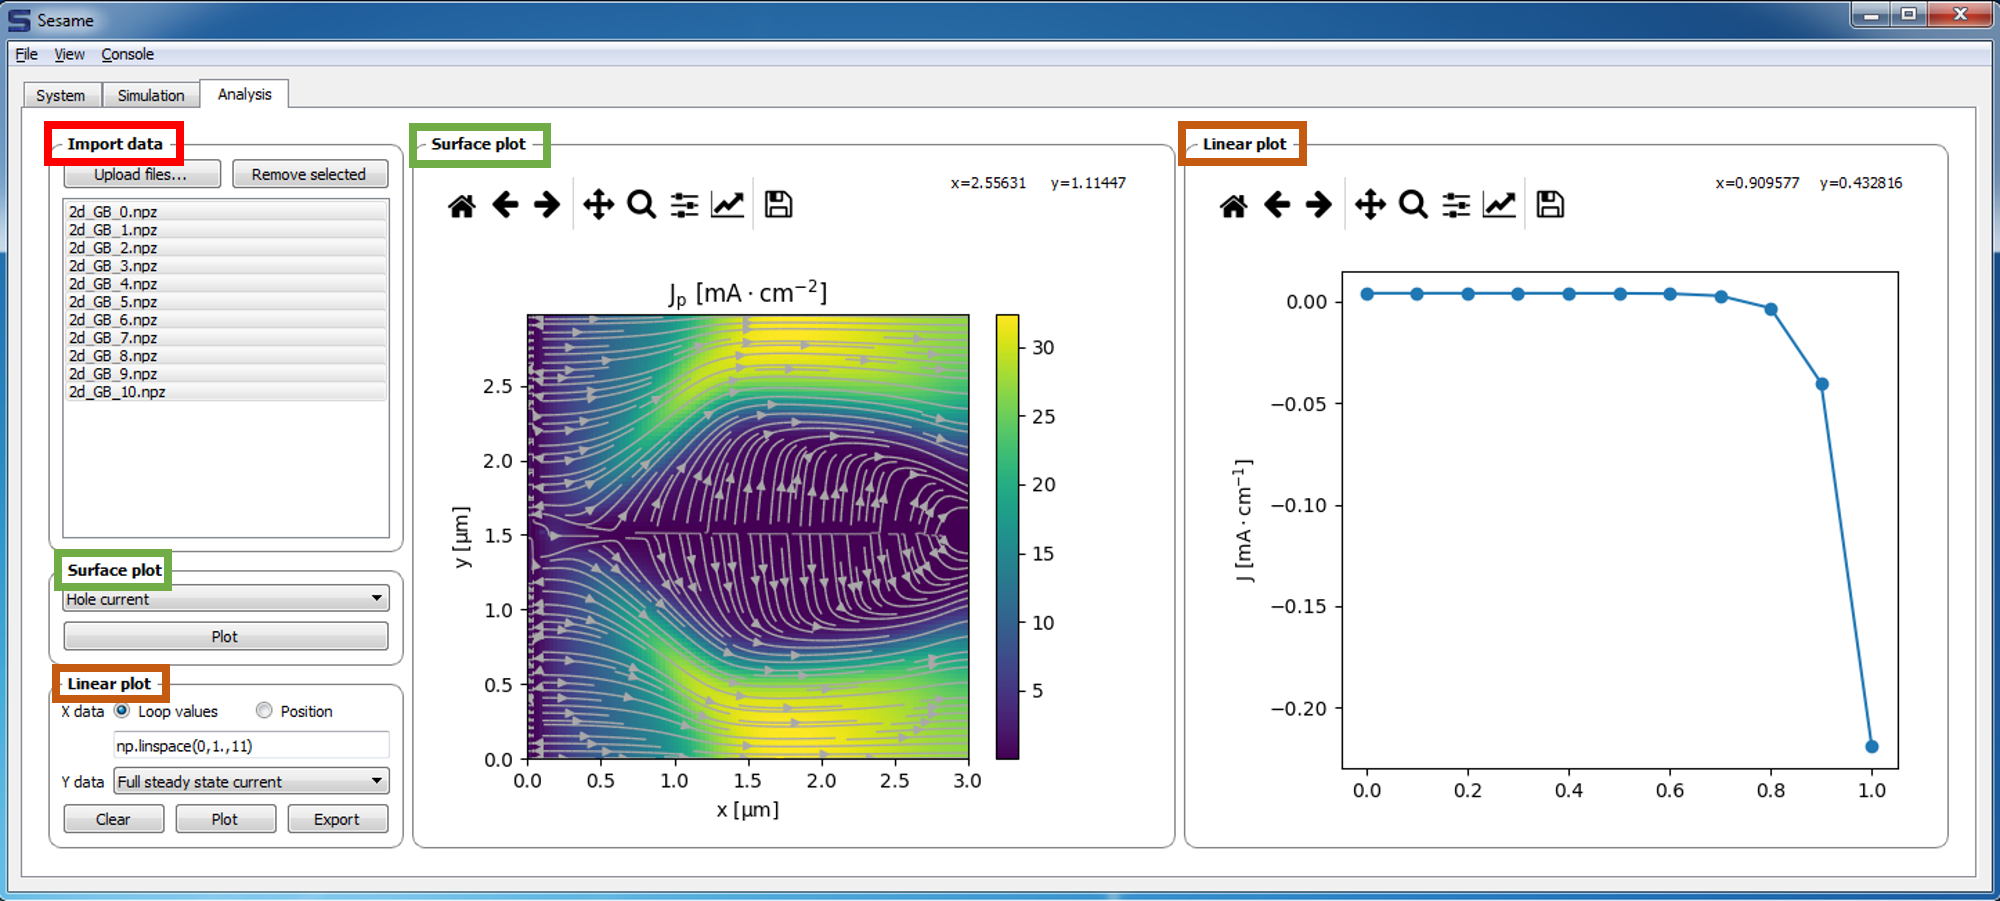 Sesame
File View Console
System Simulation Analysis
Import data
Upload files... Remove selected
2d_GB_0.npz
2d_GB_1.npz
2d_GB_2.npz
2d_GB_3.npz
2d_GB_4.npz
2d_GB_5.npz
2d_GB_6.npz
2d_GB_7.npz
2d_GB_8.npz
2d_GB_9.npz
2d_GB_10.npz
Surface plot
Hole current
Plot
Linear plot
X data Loop values Position
np.linspace(0,1.,11)
Y data Full steady state current
Clear Plot Export
Surface plot
x=2.55631 y=1.11447
Jₚ [mA · cm⁻²]
y [µm]
2.5
2.0
1.5
1.0
0.5
0.0
0.0 0.5 1.0 1.5 2.0 2.5 3.0
x [µm]
30
25
20
15
10
5
Linear plot
x=0.909577 y=0.432816
J [mA · cm⁻¹]
0.00
−0.05
−0.10
−0.15
−0.20
0.0 0.2 0.4 0.6 0.8 1.0